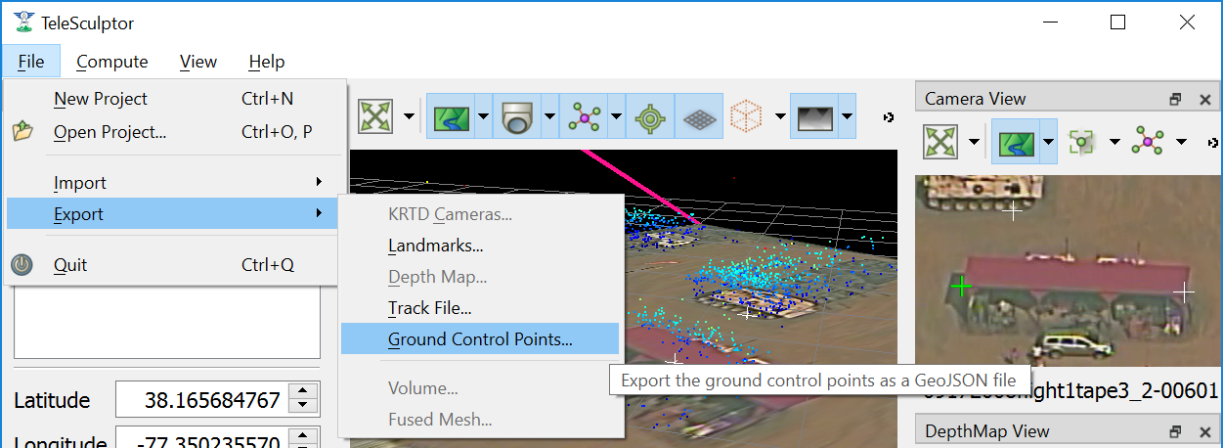 TeleSculptor
File Compute View Help
New Project Ctrl+N
Open Project... Ctrl+O, P
Import
Export
Quit Ctrl+Q
KRTD Cameras...
Landmarks...
Depth Map...
Track File...
Ground Control Points...
Volume...
Fused Mesh...
Export the ground control points as a GeoJSON file
Latitude 38.165684767
Longitude -77.350235570
Camera View
ight1tape3_2-00601
DepthMap View